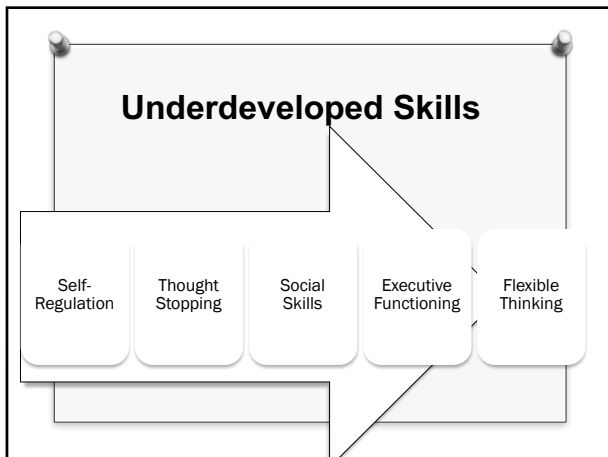 Underdeveloped Skills
Self-
Regulation
Thought
Stopping
Social
Skills
Executive
Functioning
Flexible
Thinking